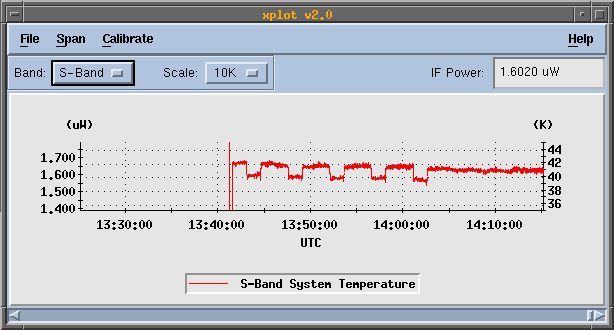 xplot v2.0
File Span Calibrate Help
Band: S-Band Scale: 10K IF Power: 1.6020 uW
(uW) (K)
1.700
1.600
1.500
1.400
44
42
40
38
36
13:30:00 13:40:00 13:50:00 14:00:00 14:10:00
UTC
S-Band System Temperature